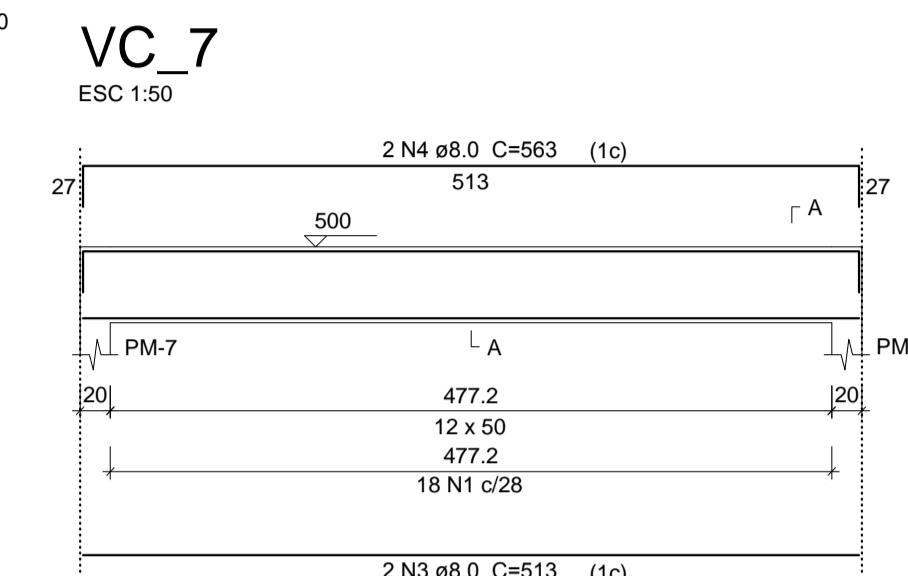 0
VC_7
ESC 1:50
2 N4 ø8.0 C=563 (1c)
27 513 27
A
500
PM-7 A PM
20 477.2 20
12 x 50
477.2
18 N1 c/28
2 N3 ø8.0 C=513 (1c)